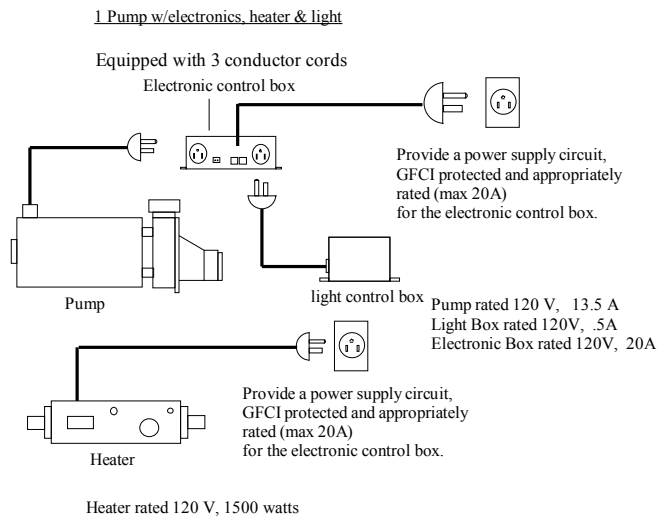 1 Pump w/electronics, heater & light
Equipped with 3 conductor cords
Electronic control box
Provide a power supply circuit,
GFCI protected and appropriately
rated (max 20A)
for the electronic control box.
Pump
light control box
Pump rated 120 V, 13.5 A
Light Box rated 120V, .5A
Electronic Box rated 120V, 20A
Provide a power supply circuit,
GFCI protected and appropriately
rated (max 20A)
for the electronic control box.
Heater
Heater rated 120 V, 1500 watts